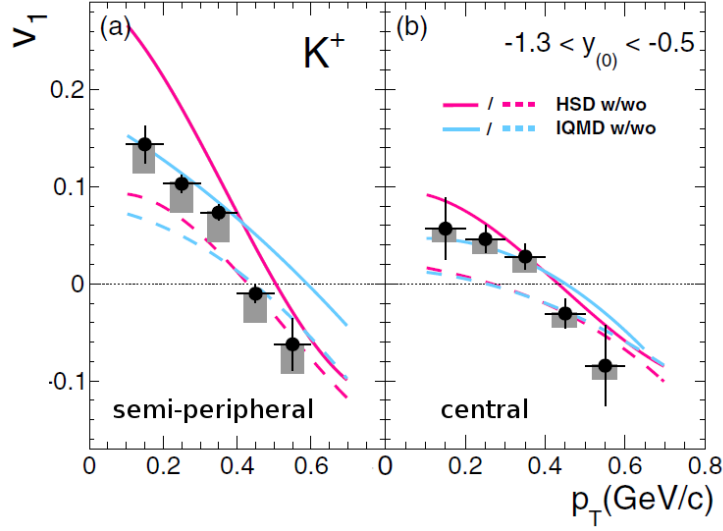 v1
(a)
K+
(b)
-1.3 < y(0) < -0.5
/ HSD w/wo
/ IQMD w/wo
0.2
0.1
0
-0.1
semi-peripheral
central
0 0.2 0.4 0.6 0 0.2 0.4 0.6 0.8
pT(GeV/c)